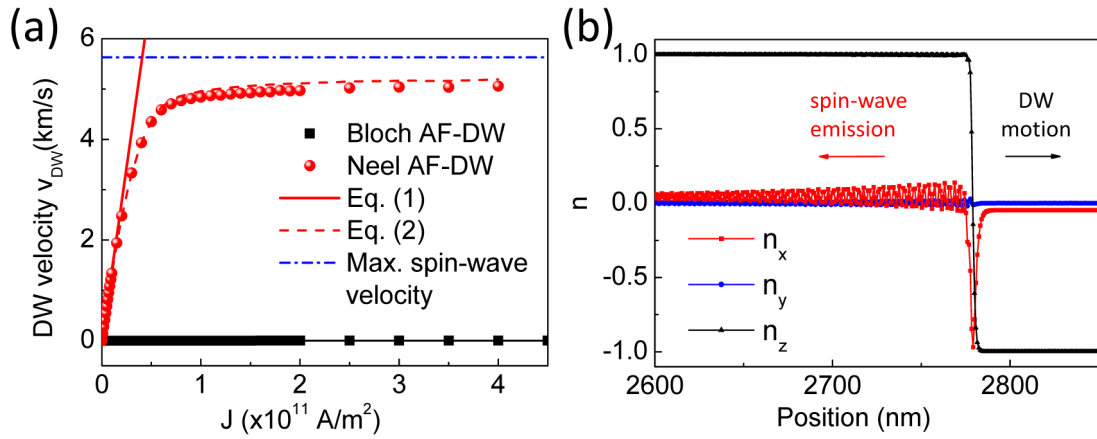 (a)
6
4
2
0
DW velocity v_DW(km/s)
Bloch AF-DW
Neel AF-DW
Eq. (1)
Eq. (2)
Max. spin-wave
velocity
0 1 2 3 4
J (x10^11 A/m^2)
(b)
1.0
0.5
0.0
-0.5
-1.0
n
spin-wave
emission
DW
motion
n_x
n_y
n_z
2600 2700 2800
Position (nm)